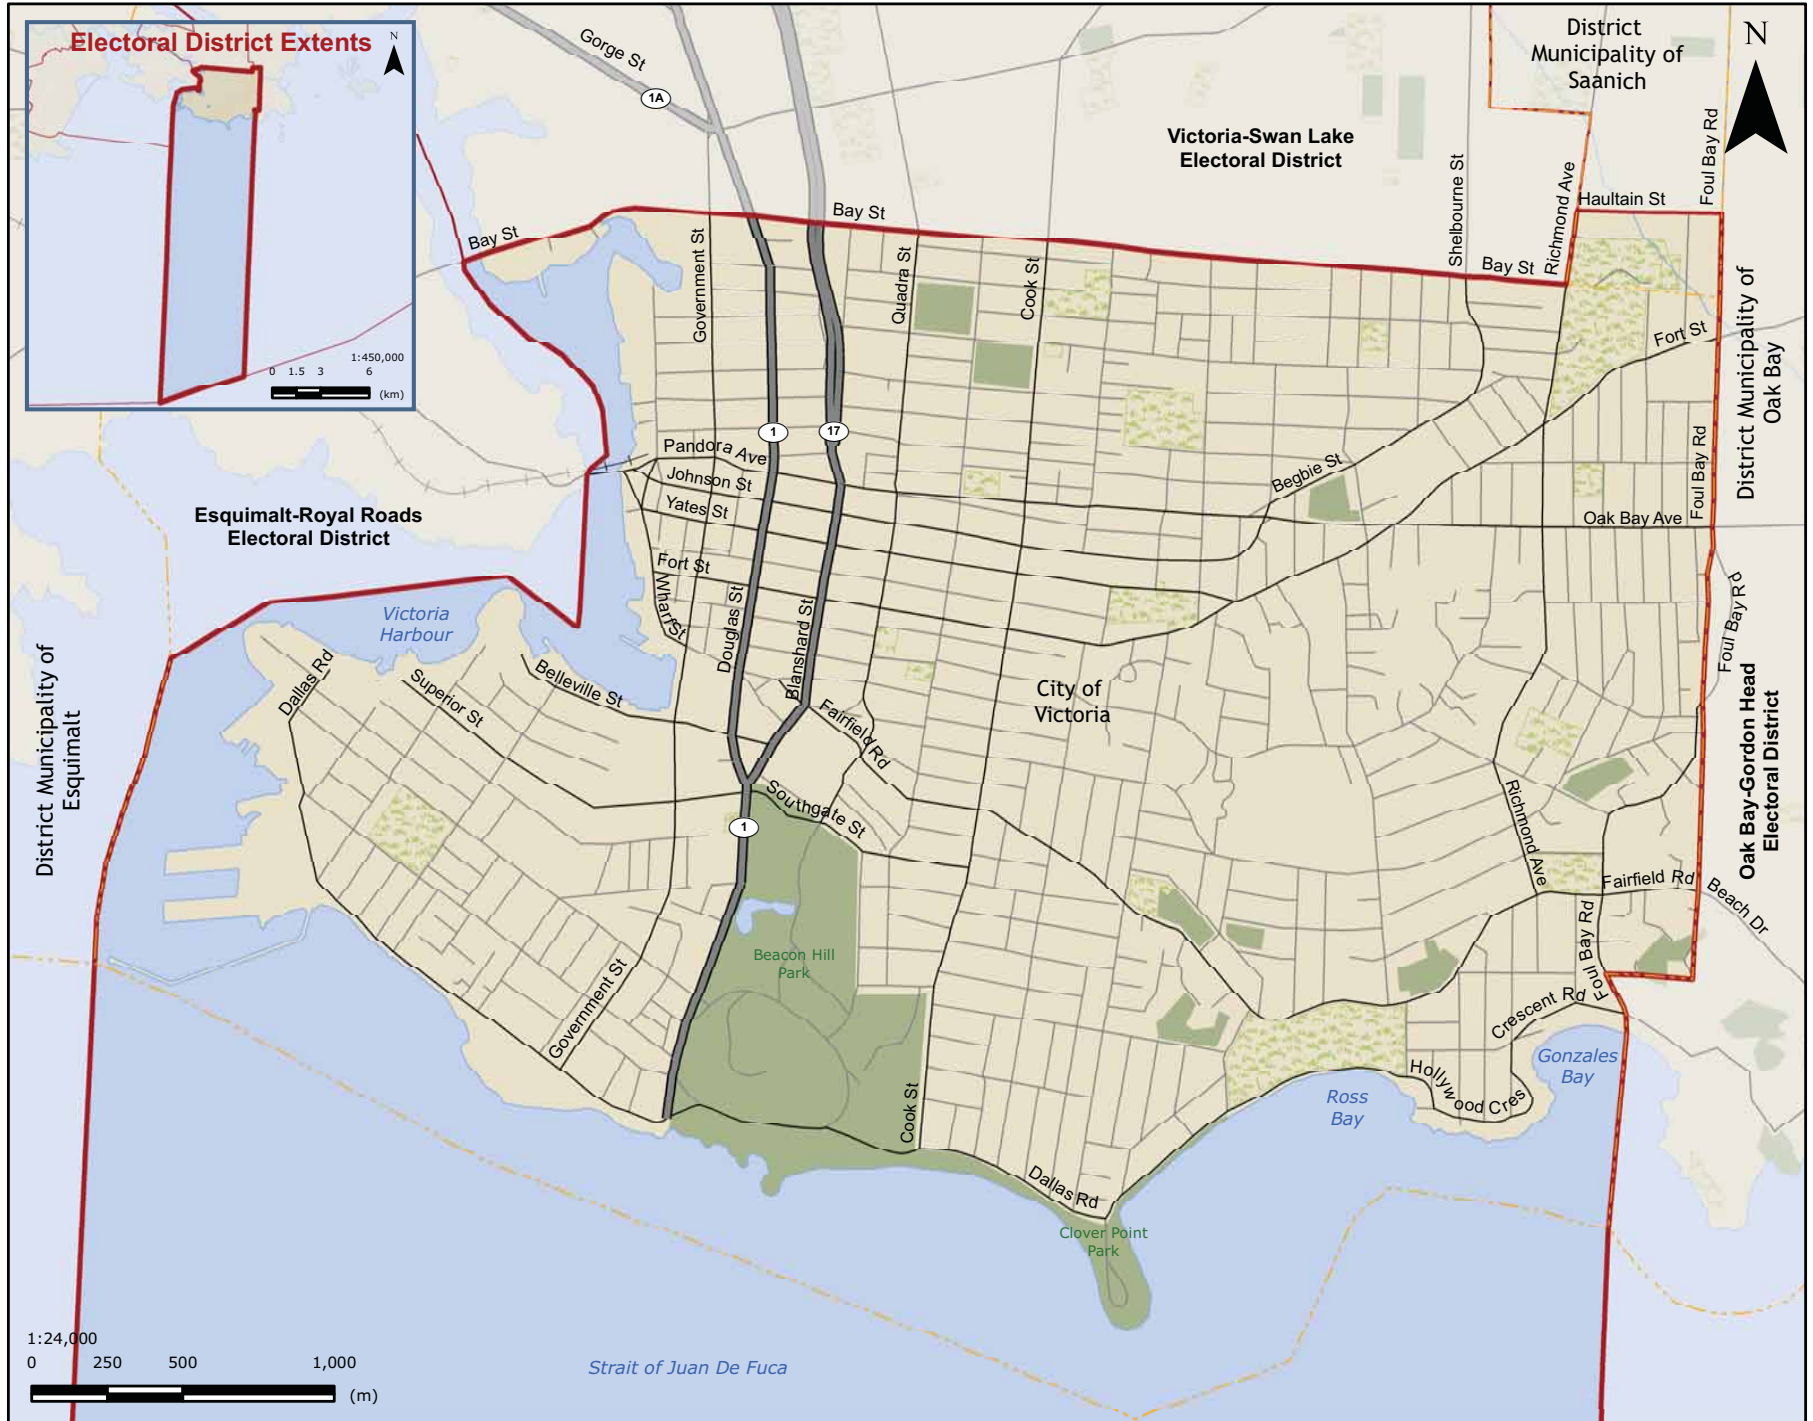 Electoral District Extents
N
1:450,000
0 1.5 3 6
(km)
Gorge St
1A
District
Municipality of
Saanich
N
Victoria-Swan Lake
Electoral District
Foul Bay Rd
Shelbourne St
Richmond Ave
Haultain St
Bay St
Bay St
Bay St
Government St
Quadra St
Cook St
Fort St
District Municipality of
Oak Bay
1
17
Pandora Ave
Johnson St
Yates St
Begbie St
Foul Bay Rd
Oak Bay Ave
Esquimalt-Royal Roads
Electoral District
Fort St
Wharf St
Douglas St
Blanshard St
Foul Bay Rd
Victoria
Harbour
Dallas Rd
Superior St
Belleville St
Fairfield Rd
City of
Victoria
District Municipality of
Esquimalt
Oak Bay-Gordon Head
Electoral District
Southgate St
1
Richmond Ave
Fairfield Rd
Beach Dr
Foul Bay Rd
Beacon Hill
Park
Government St
Crescent Rd
Gonzales
Bay
Hollywood Cres
Ross
Bay
Cook St
Dallas Rd
Clover Point
Park
1:24,000
0 250 500 1,000
(m)
Strait of Juan De Fuca